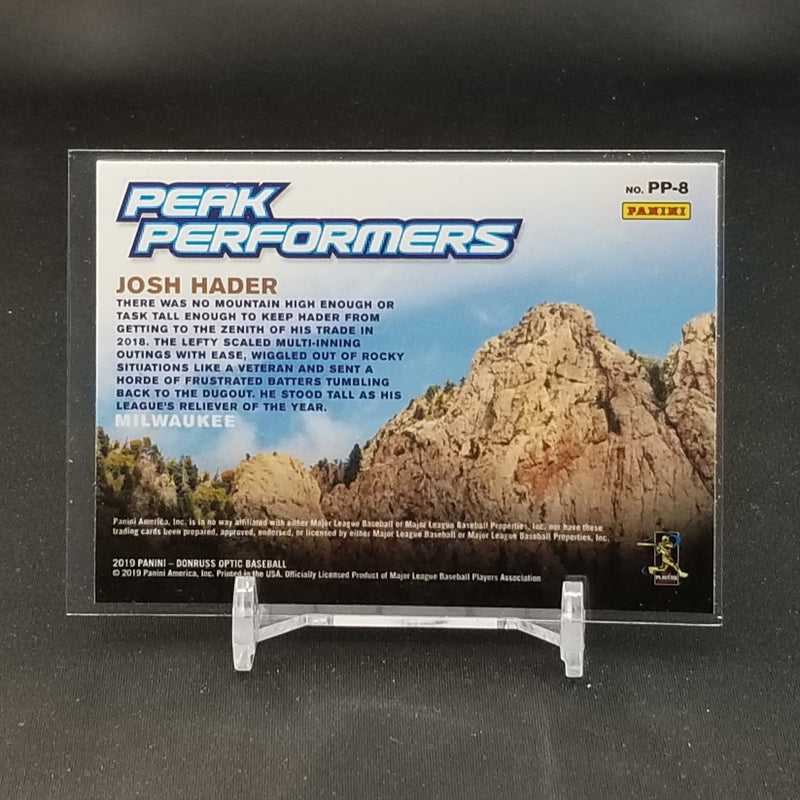 PEAK
PERFORMERS
NO. PP-8
PANINI
JOSH HADER
THERE WAS NO MOUNTAIN HIGH ENOUGH OR
TASK TALL ENOUGH TO KEEP HADER FROM
GETTING TO THE ZENITH OF HIS TRADE IN
2018. THE LEFTY SCALED MULTI-INNING
OUTINGS WITH EASE, WIGGLED OUT OF ROCKY
SITUATIONS LIKE A VETERAN AND SENT A
HORDE OF FRUSTRATED BATTERS TUMBLING
BACK TO THE DUGOUT. HE STOOD TALL AS HIS
LEAGUE'S RELIEVER OF THE YEAR.
MILWAUKEE
Panini America, Inc. is in no way affiliated with either Major League Baseball or Major League Baseball Properties, Inc. nor have these
trading cards been prepared, approved, endorsed, or licensed by either Major League Baseball or Major League Baseball Properties, Inc.
2019 PANINI – DONRUSS OPTIC BASEBALL
© 2019 Panini America, Inc. Printed in the USA. Officially Licensed Product of Major League Baseball Players Association
PLAYERS